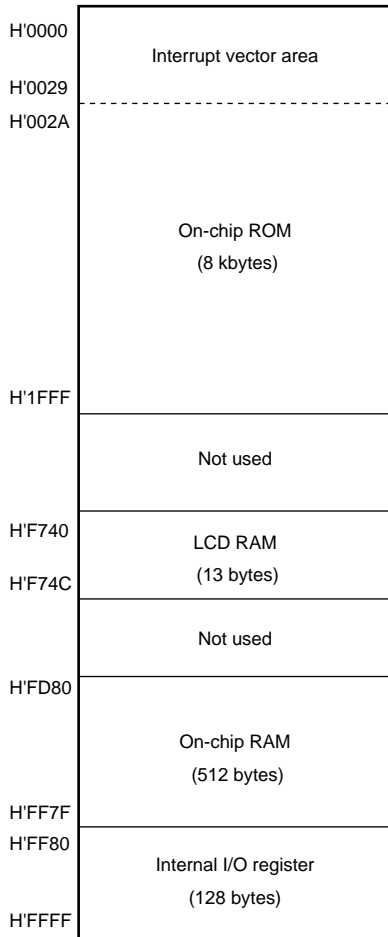 H'0000
Interrupt vector area
H'0029
H'002A
On-chip ROM
(8 kbytes)
H'1FFF
Not used
H'F740
LCD RAM
(13 bytes)
H'F74C
Not used
H'FD80
On-chip RAM
(512 bytes)
H'FF7F
H'FF80
Internal I/O register
(128 bytes)
H'FFFF